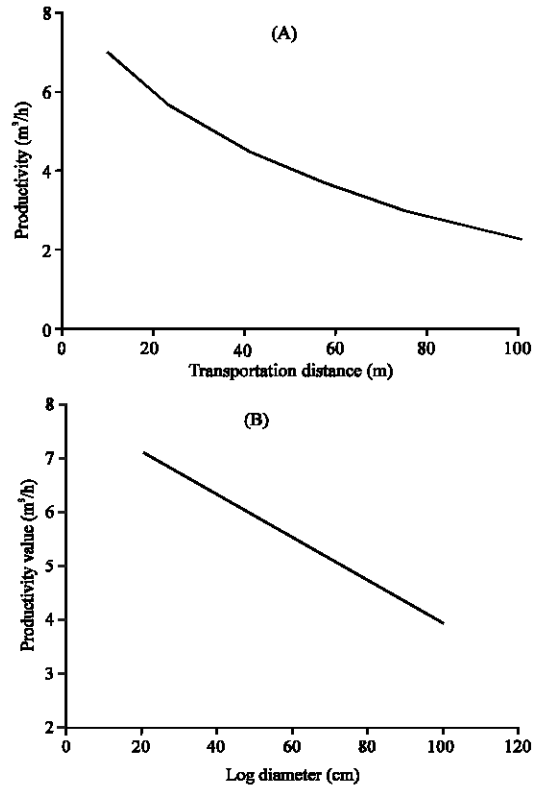 (A)
Productivity (m³/h)
8
6
4
2
0
0 20 40 60 80 100
Transportation distance (m)
(B)
Productivity value (m³/h)
8
7
6
5
4
3
2
0 20 40 60 80 100 120
Log diameter (cm)